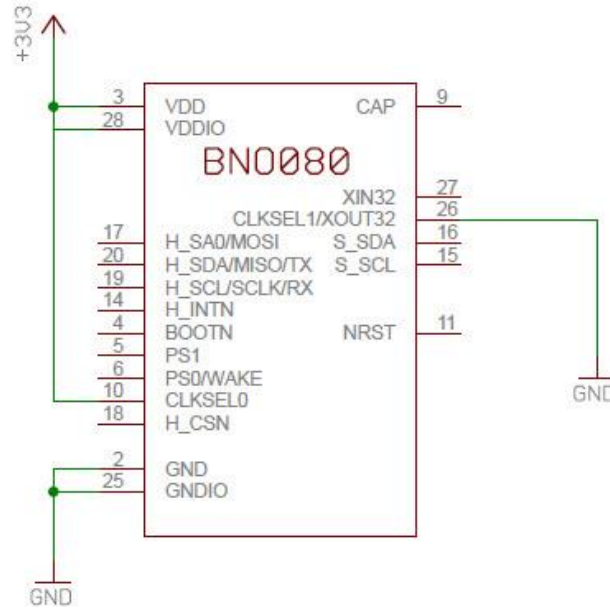 +3V3
3 VDD CAP 9
28 VDDIO
BNO080
XIN32 27
CLKSEL1/XOUT32 26
17 H_SA0/MOSI S_SDA 16
20 H_SDA/MISO/TX S_SCL 15
19 H_SCL/SCLK/RX
14 H_INTN
4 BOOTN NRST 11
5 PS1
6 PS0/WAKE
10 CLKSEL0
18 H_CSN
GND
2 GND
25 GNDIO
GND